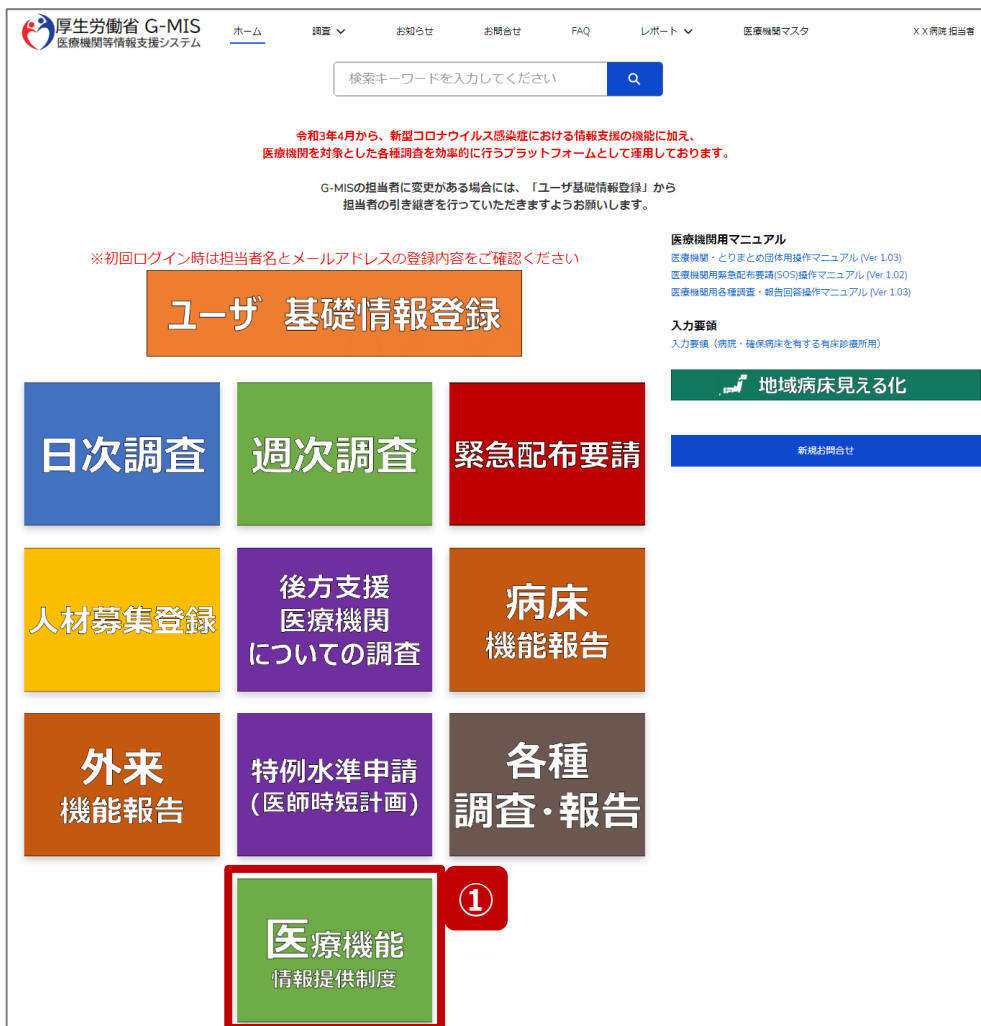 厚生労働省 G-MIS
医療機関等情報支援システム
ホーム 調査 お知らせ お問合せ FAQ レポート 医療機関マスタ XX病院 担当者
検索キーワードを入力してください
令和3年4月から、新型コロナウイルス感染症における情報支援の機能に加え、
医療機関を対象とした各種調査を効率的に行うプラットフォームとして運用しております。
G-MISの担当者に変更がある場合には、「ユーザ基礎情報登録」から
担当者の引き継ぎを行っていただきますようお願いします。
※初回ログイン時は担当者名とメールアドレスの登録内容をご確認ください
ユーザ 基礎情報登録
医療機関用マニュアル
医療機関・とりまとめ団体用操作マニュアル (Ver 1.03)
医療機関用緊急配布要請(SOS)操作マニュアル (Ver 1.02)
医療機関用各種調査・報告回答操作マニュアル (Ver 1.03)
入力要領
入力要領（病院・確保病床を有する有床診療所用）
地域病床見える化
新規お問合せ
日次調査
週次調査
緊急配布要請
人材募集登録
後方支援
医療機関
についての調査
病床
機能報告
外来
機能報告
特例水準申請
(医師時短計画)
各種
調査・報告
①
医療機能
情報提供制度